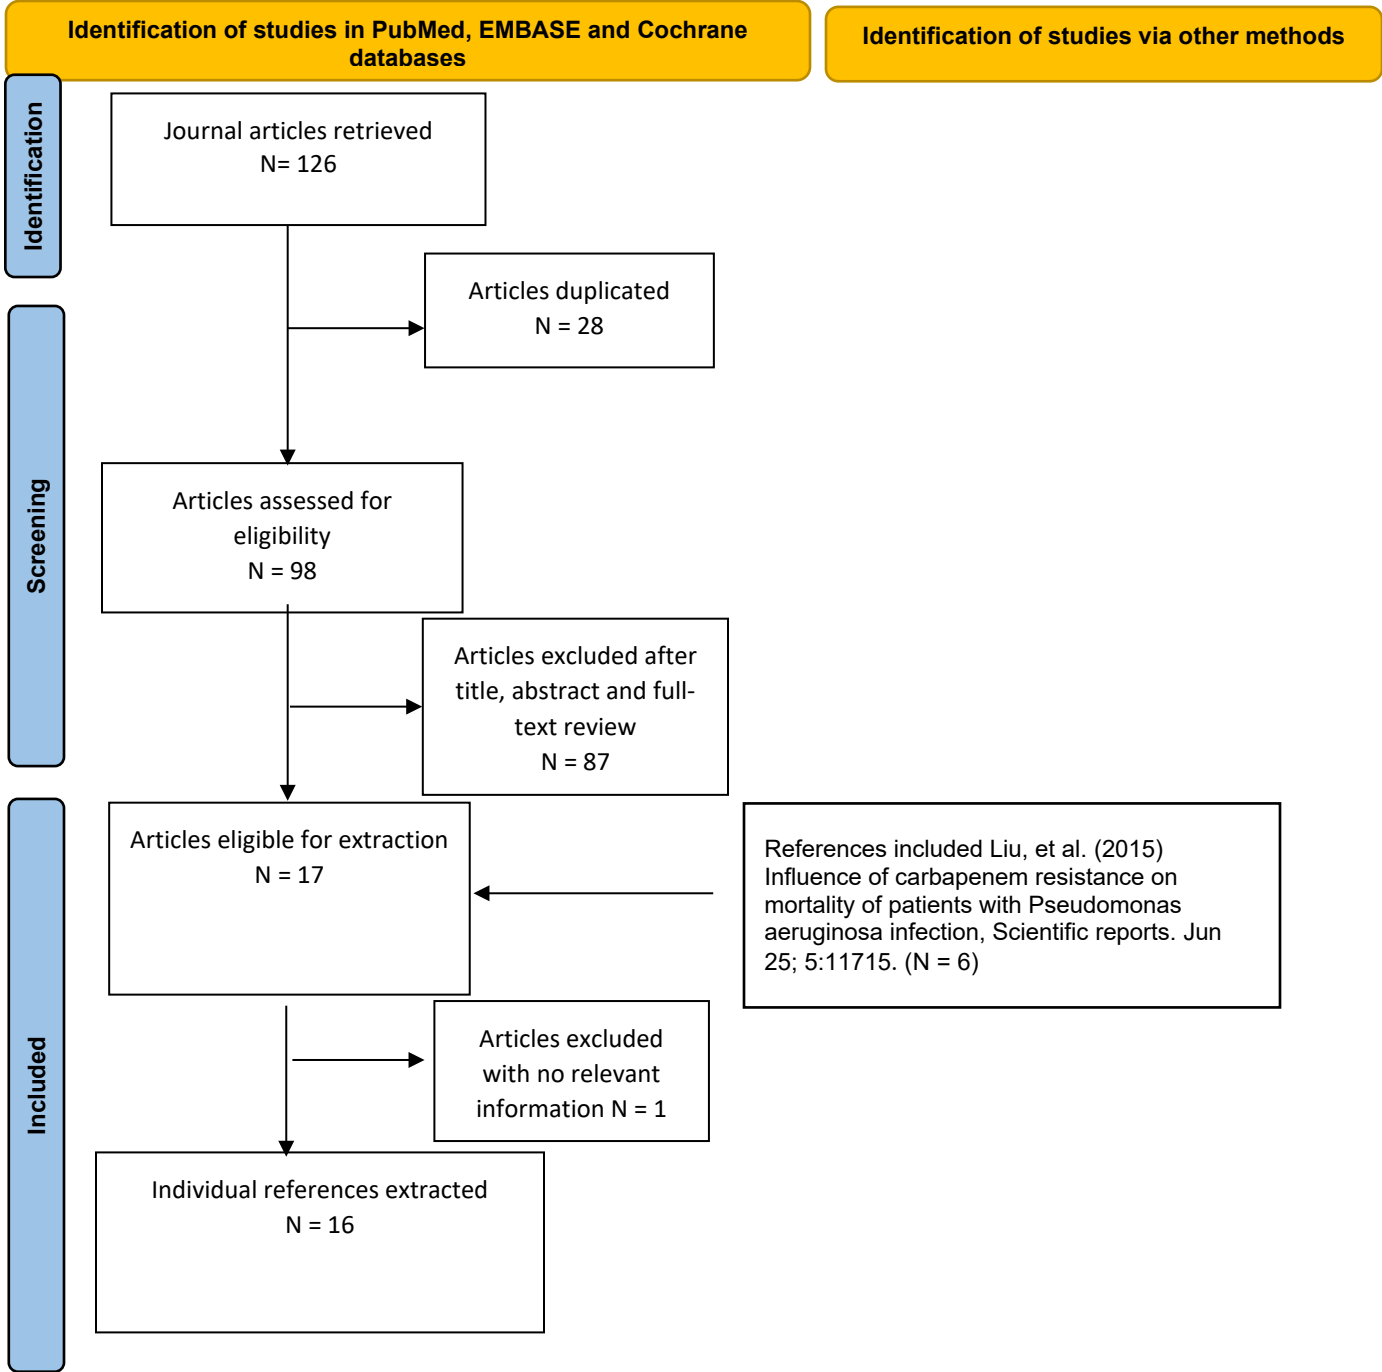 Identification of studies in PubMed, EMBASE and Cochrane
databases
Identification of studies via other methods
Identification
Journal articles retrieved
N= 126
Articles duplicated
N = 28
Screening
Articles assessed for
eligibility
N = 98
Articles excluded after
title, abstract and full-
text review
N = 87
Included
Articles eligible for extraction
N = 17
References included Liu, et al. (2015)
Influence of carbapenem resistance on
mortality of patients with Pseudomonas
aeruginosa infection, Scientific reports. Jun
25; 5:11715. (N = 6)
Articles excluded
with no relevant
information N = 1
Individual references extracted
N = 16